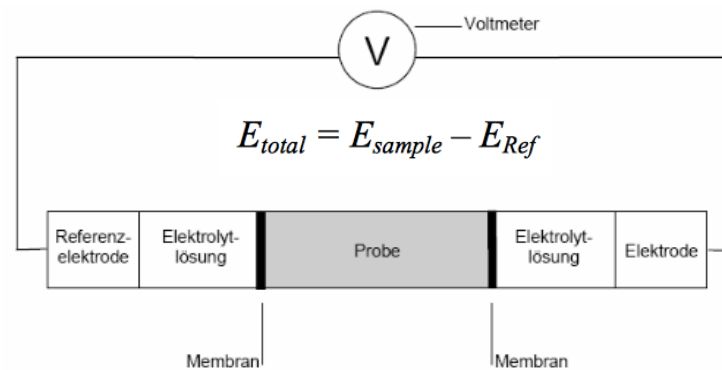 Voltmeter
V
E_total = E_sample – E_Ref
Referenz-
elektrode
Elektrolyt-
lösung
Probe
Elektrolyt-
lösung
Elektrode
Membran
Membran